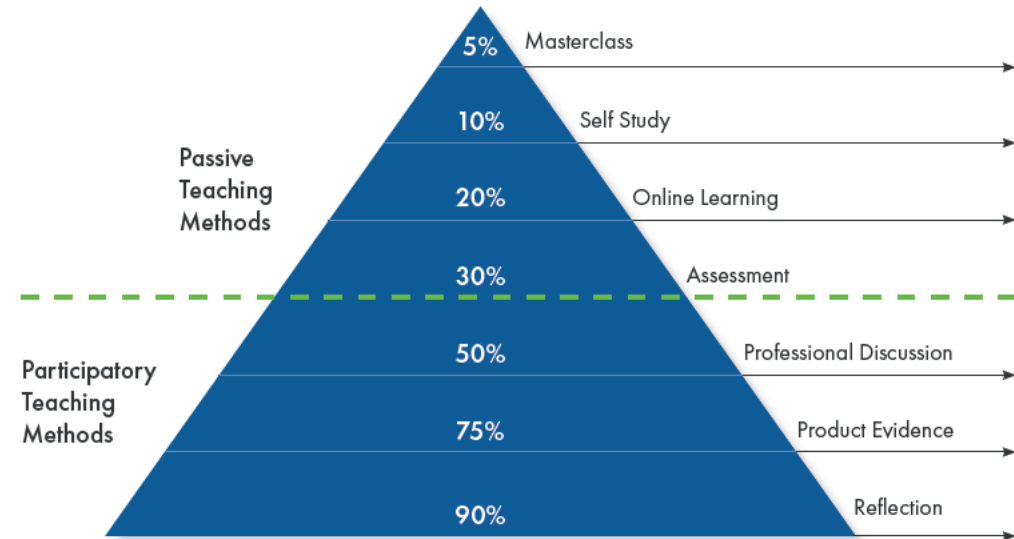 5% Masterclass
10% Self Study
Passive
Teaching
Methods
20% Online Learning
30% Assessment
50% Professional Discussion
Participatory
Teaching
Methods
75% Product Evidence
90% Reflection